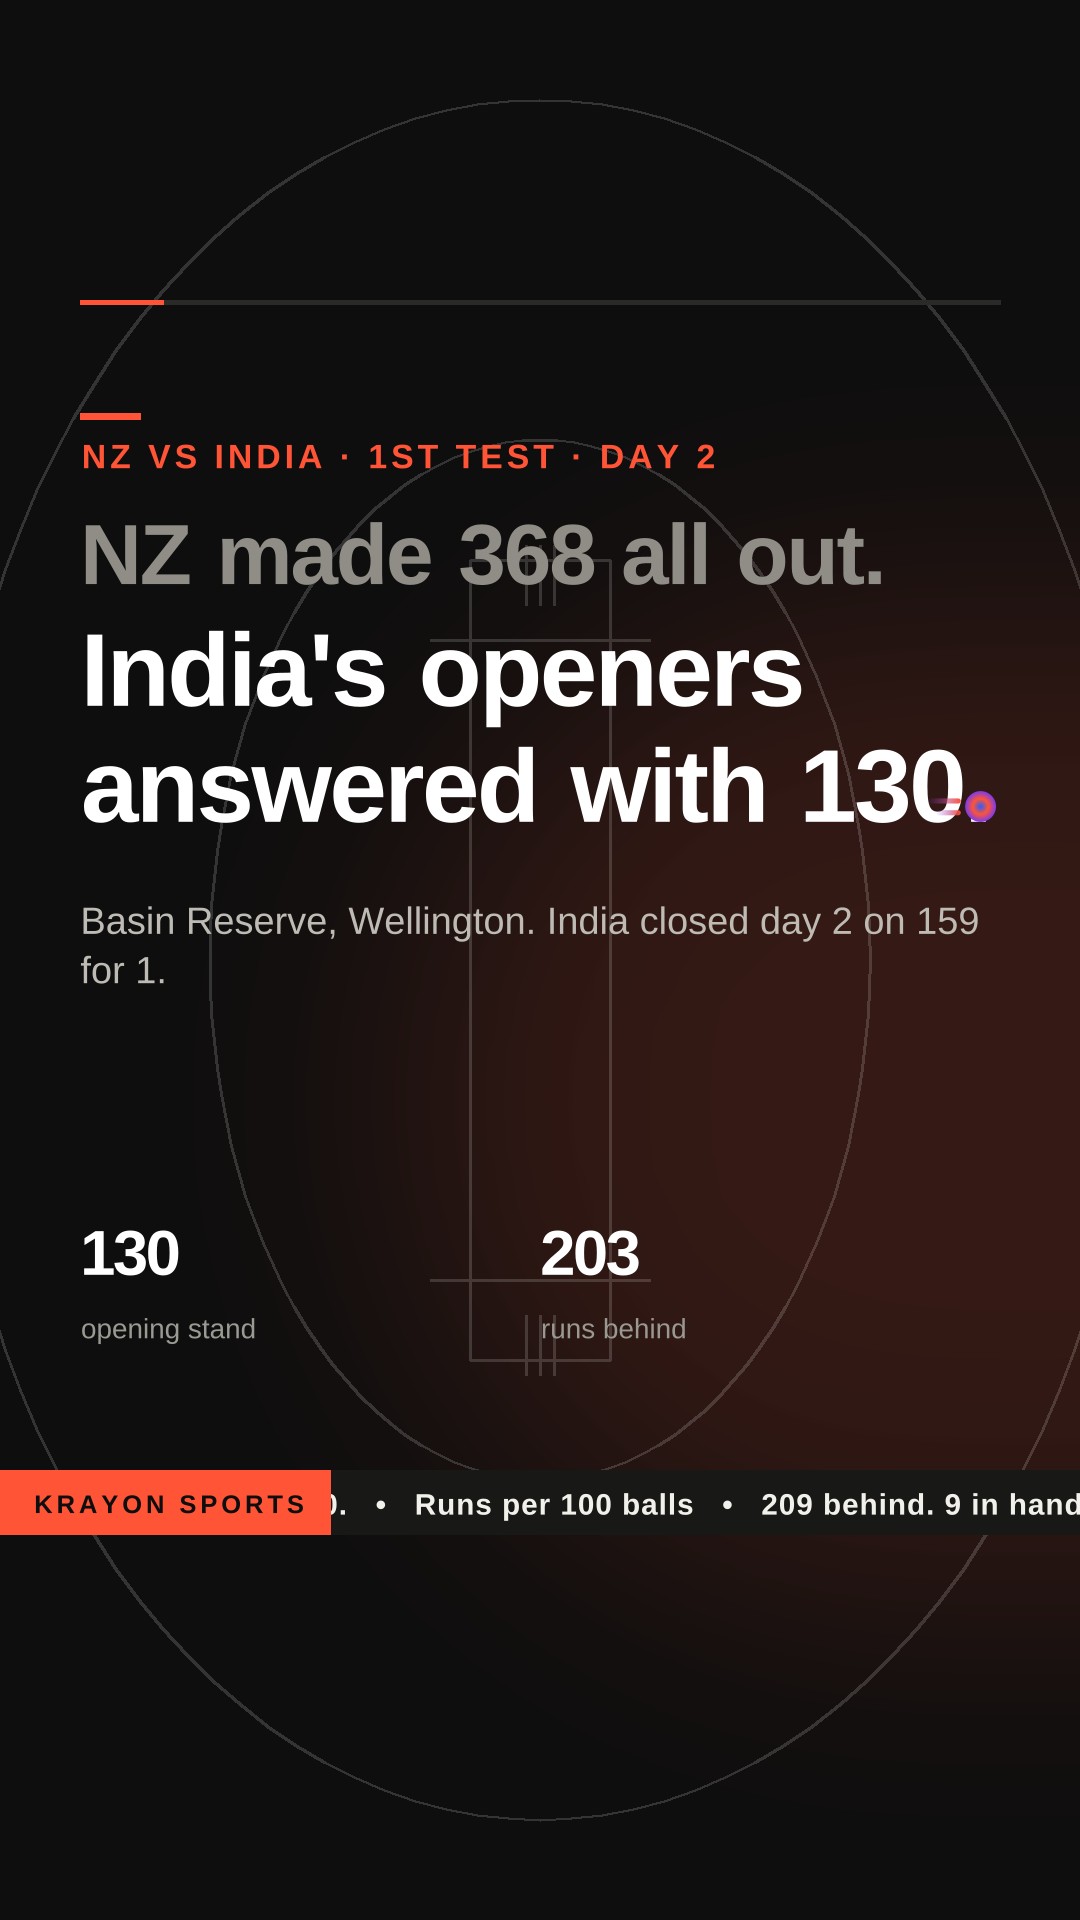 NZ VS INDIA · 1ST TEST · DAY 2
NZ made 368 all out.
India's openers
answered with 130.
Basin Reserve, Wellington. India closed day 2 on 159
for 1.
130
203
opening stand
runs behind
KRAYON SPORTS
0. • Runs per 100 balls • 209 behind. 9 in hand